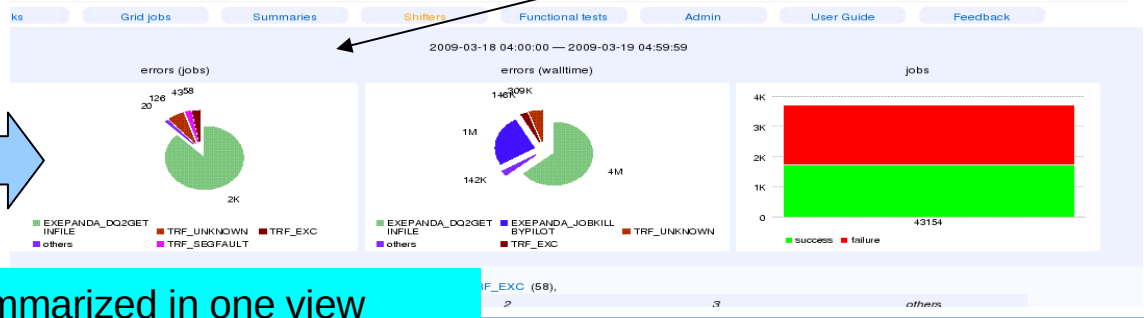 ks Grid jobs Summaries Shifters Functional tests Admin User Guide Feedback
2009-03-18 04:00:00 — 2009-03-19 04:59:59
errors (jobs)
20 126 43 58
2K
EXEPANDA_DQ2GET
INFILE
TRF_UNKNOWN
TRF_EXC
others
TRF_SEGFAULT
errors (walltime)
309K
1M
142K
4M
EXEPANDA_DQ2GET
INFILE
EXEPANDA_JOBKILL
BYPILOT
TRF_UNKNOWN
others
TRF_EXC
jobs
4K
3K
2K
1K
0
43154
success failure
mmarized in one view
RF_EXC (58),
2 3 others